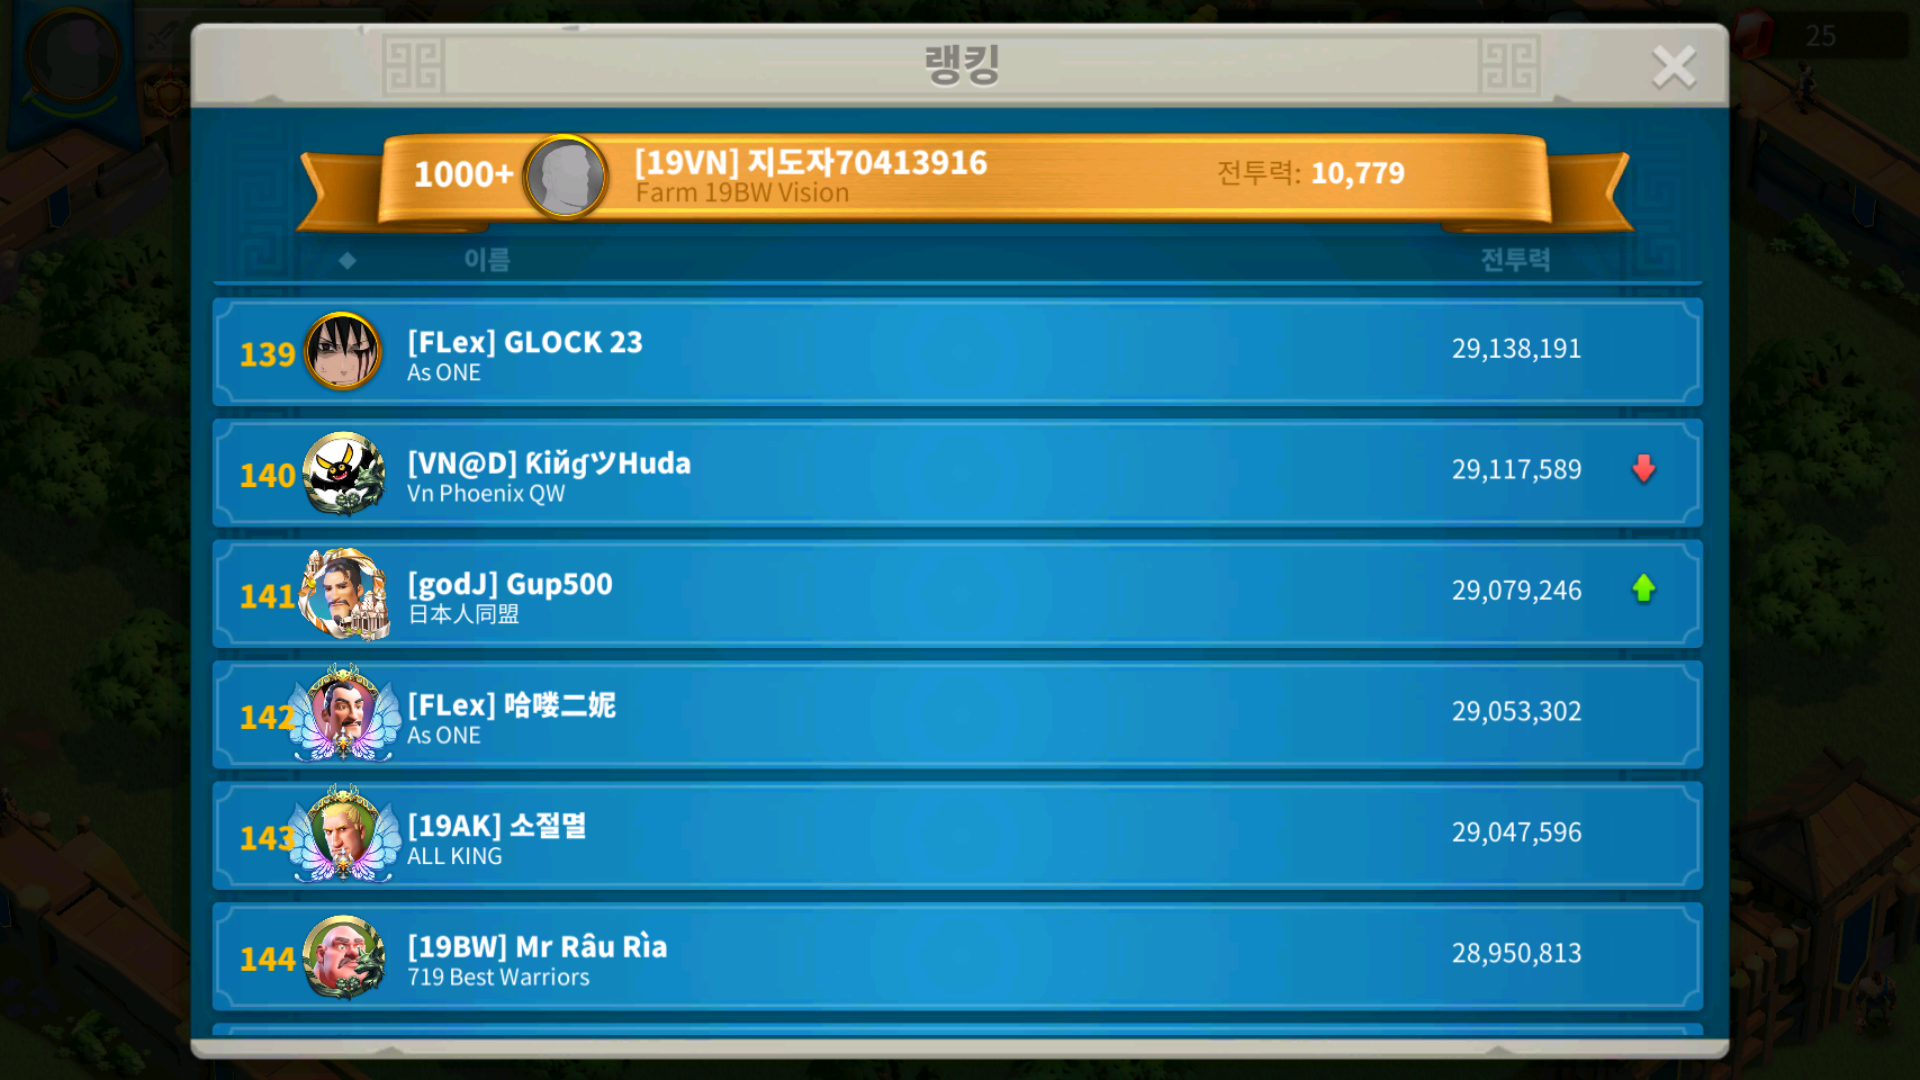 랭킹
25
1000+
[19VN] 지도자70413916
Farm 19BW Vision
전투력: 10,779
이름
전투력
139
[FLex] GLOCK 23
As ONE
29,138,191
140
[VN@D] ƘiйɠツHuda
Vn Phoenix QW
29,117,589
141
[godJ] Gup500
日本人同盟
29,079,246
142
[FLex] 哈喽二妮
As ONE
29,053,302
143
[19AK] 소절멸
ALL KING
29,047,596
144
[19BW] Mr Râu Rìa
719 Best Warriors
28,950,813